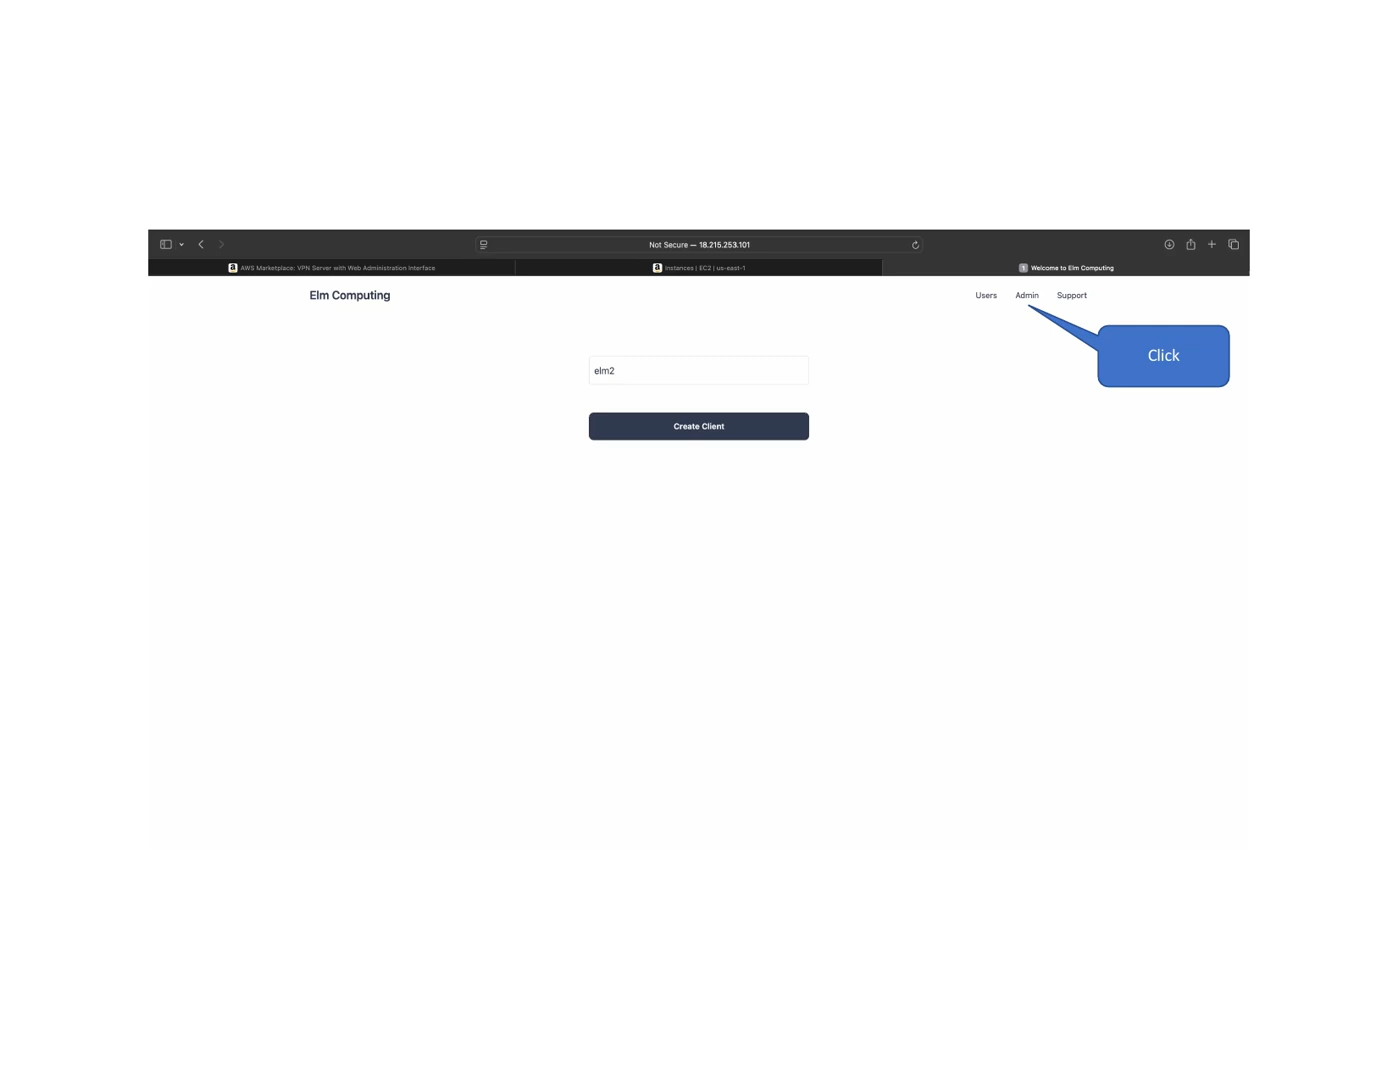 Not Secure — 18.215.253.101
AWS Marketplace: VPN Server with Web Administration Interface
Instances | EC2 | us-east-1
1 Welcome to Elm Computing
Elm Computing
Users Admin Support
Click
elm2
Create Client